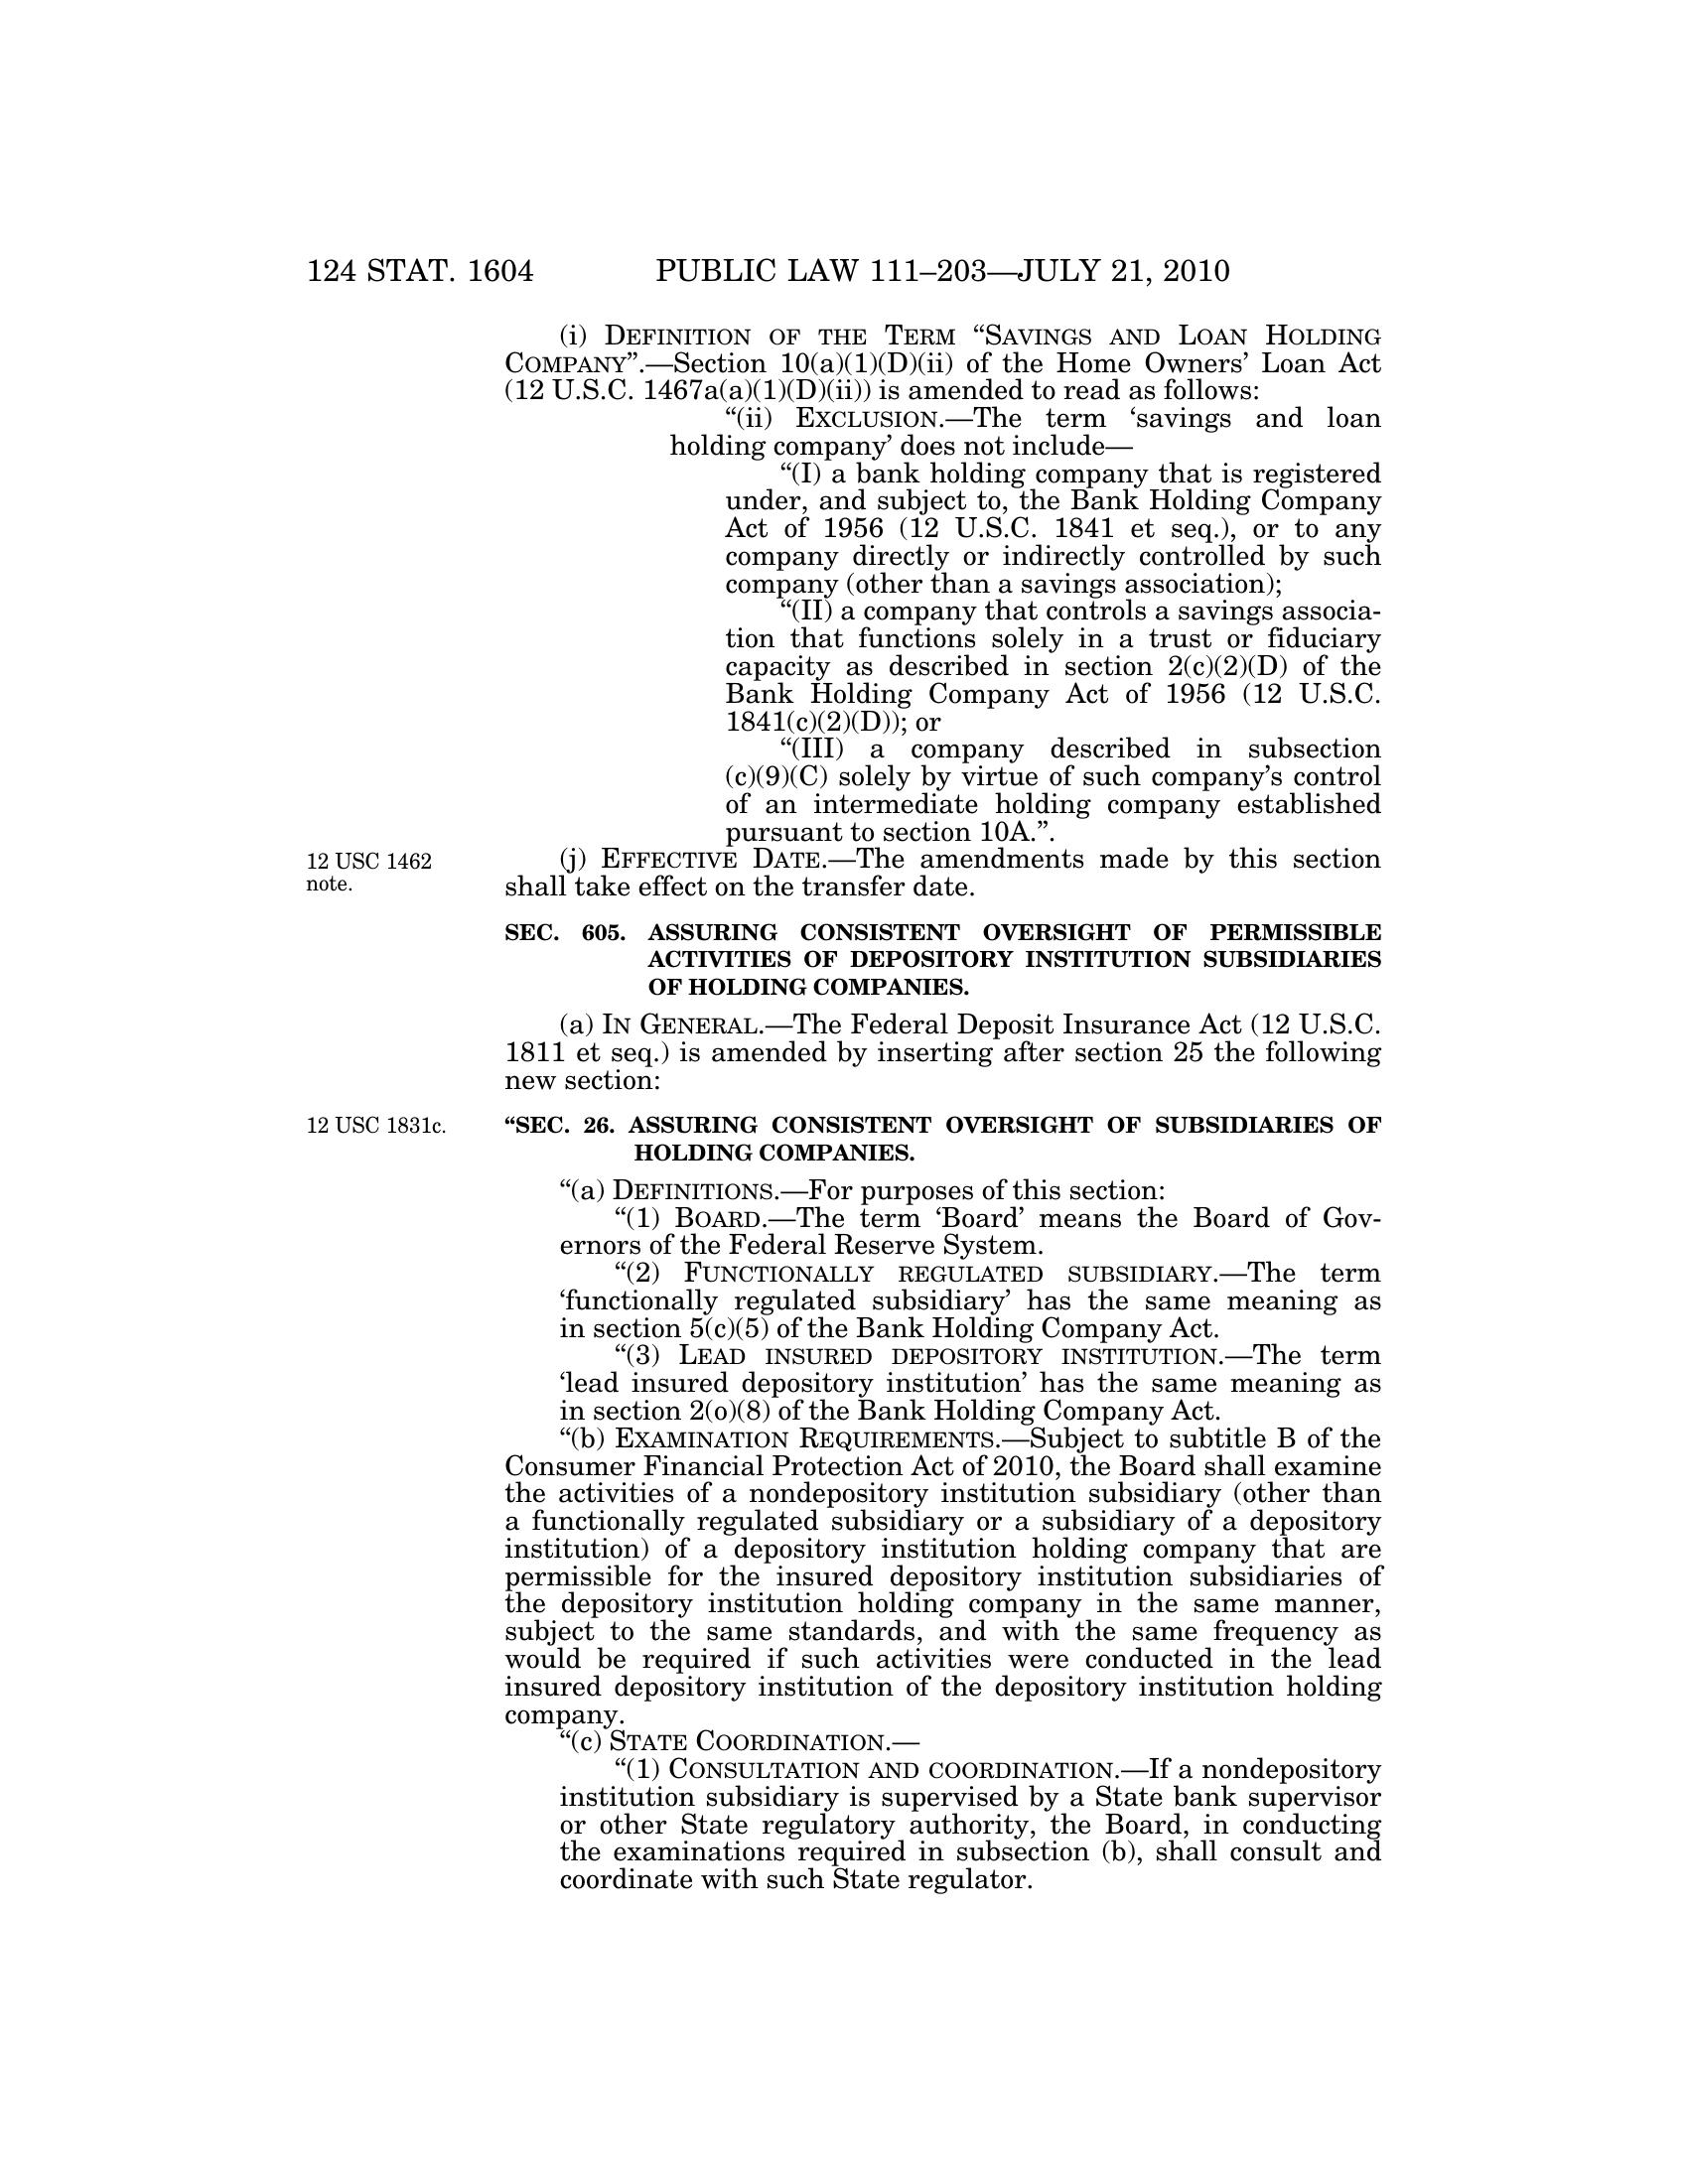 124 STAT. 1604 PUBLIC LAW 111–203—JULY 21, 2010
(i) DEFINITION OF THE TERM “SAVINGS AND LOAN HOLDING
COMPANY”.—Section 10(a)(1)(D)(ii) of the Home Owners’ Loan Act
(12 U.S.C. 1467a(a)(1)(D)(ii)) is amended to read as follows:
“(ii) EXCLUSION.—The term ‘savings and loan
holding company’ does not include—
“(I) a bank holding company that is registered
under, and subject to, the Bank Holding Company
Act of 1956 (12 U.S.C. 1841 et seq.), or to any
company directly or indirectly controlled by such
company (other than a savings association);
“(II) a company that controls a savings associa-
tion that functions solely in a trust or fiduciary
capacity as described in section 2(c)(2)(D) of the
Bank Holding Company Act of 1956 (12 U.S.C.
1841(c)(2)(D)); or
“(III) a company described in subsection
(c)(9)(C) solely by virtue of such company’s control
of an intermediate holding company established
pursuant to section 10A.”.
12 USC 1462
note.
(j) EFFECTIVE DATE.—The amendments made by this section
shall take effect on the transfer date.
SEC. 605. ASSURING CONSISTENT OVERSIGHT OF PERMISSIBLE
ACTIVITIES OF DEPOSITORY INSTITUTION SUBSIDIARIES
OF HOLDING COMPANIES.
(a) IN GENERAL.—The Federal Deposit Insurance Act (12 U.S.C.
1811 et seq.) is amended by inserting after section 25 the following
new section:
12 USC 1831c.
“SEC. 26. ASSURING CONSISTENT OVERSIGHT OF SUBSIDIARIES OF
HOLDING COMPANIES.
“(a) DEFINITIONS.—For purposes of this section:
“(1) BOARD.—The term ‘Board’ means the Board of Gov-
ernors of the Federal Reserve System.
“(2) FUNCTIONALLY REGULATED SUBSIDIARY.—The term
‘functionally regulated subsidiary’ has the same meaning as
in section 5(c)(5) of the Bank Holding Company Act.
“(3) LEAD INSURED DEPOSITORY INSTITUTION.—The term
‘lead insured depository institution’ has the same meaning as
in section 2(o)(8) of the Bank Holding Company Act.
“(b) EXAMINATION REQUIREMENTS.—Subject to subtitle B of the
Consumer Financial Protection Act of 2010, the Board shall examine
the activities of a nondepository institution subsidiary (other than
a functionally regulated subsidiary or a subsidiary of a depository
institution) of a depository institution holding company that are
permissible for the insured depository institution subsidiaries of
the depository institution holding company in the same manner,
subject to the same standards, and with the same frequency as
would be required if such activities were conducted in the lead
insured depository institution of the depository institution holding
company.
“(c) STATE COORDINATION.—
“(1) CONSULTATION AND COORDINATION.—If a nondepository
institution subsidiary is supervised by a State bank supervisor
or other State regulatory authority, the Board, in conducting
the examinations required in subsection (b), shall consult and
coordinate with such State regulator.